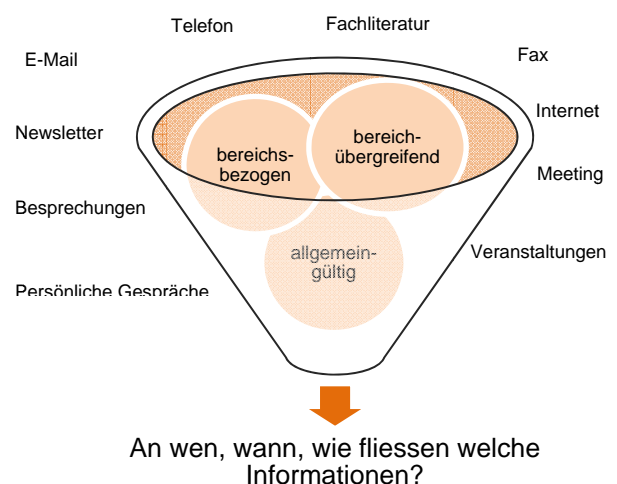 Telefon
Fachliteratur
E-Mail
Fax
Internet
Newsletter
bereichs-
bezogen
bereich-
übergreifend
Meeting
Besprechungen
allgemein-
gültig
Veranstaltungen
Persönliche Gespräche
An wen, wann, wie fliessen welche
Informationen?